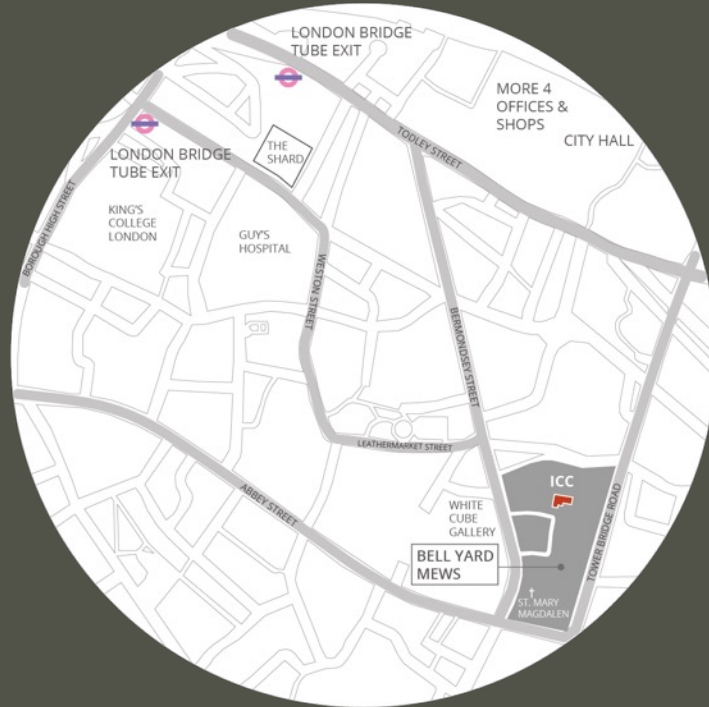 LONDON BRIDGE
TUBE EXIT
MORE 4
OFFICES &
SHOPS
CITY HALL
TODLEY STREET
LONDON BRIDGE
TUBE EXIT
THE
SHARD
BOROUGH HIGH STREET
KING'S
COLLEGE
LONDON
GUY'S
HOSPITAL
WESTON STREET
BERMONDSEY STREET
LEATHERMARKET STREET
ABBEY STREET
WHITE
CUBE
GALLERY
ICC
BELL YARD
MEWS
TOWER BRIDGE ROAD
ST. MARY
MAGDALEN